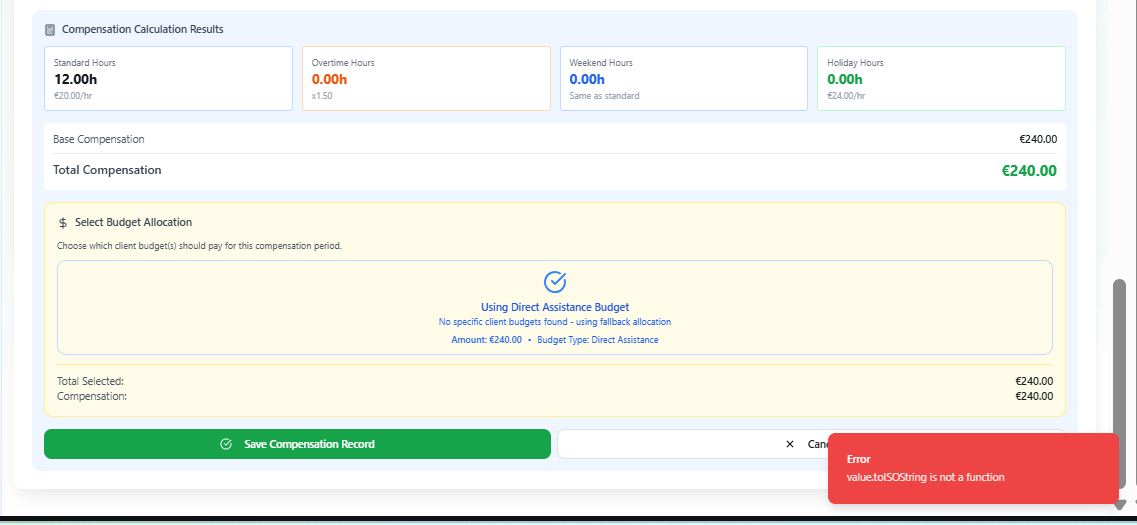 Compensation Calculation Results
Standard Hours
12.00h
€20.00/hr
Overtime Hours
0.00h
x1.50
Weekend Hours
0.00h
Same as standard
Holiday Hours
0.00h
€24.00/hr
Base Compensation €240.00
Total Compensation €240.00
$ Select Budget Allocation
Choose which client budget(s) should pay for this compensation period.
Using Direct Assistance Budget
No specific client budgets found - using fallback allocation
Amount: €240.00 • Budget Type: Direct Assistance
Total Selected: €240.00
Compensation: €240.00
Save Compensation Record
Error
value.toISOString is not a function